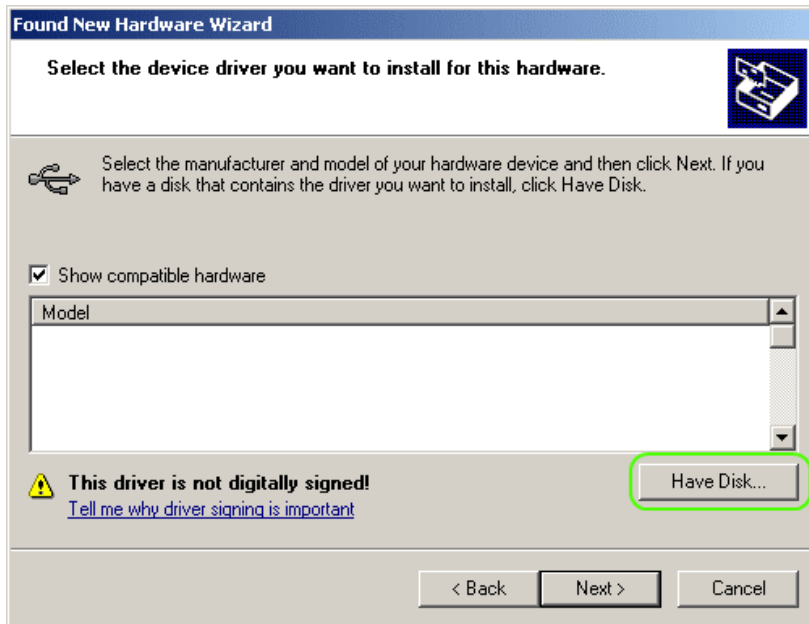 Found New Hardware Wizard
Select the device driver you want to install for this hardware.
Select the manufacturer and model of your hardware device and then click Next. If you
have a disk that contains the driver you want to install, click Have Disk.
Show compatible hardware
Model
This driver is not digitally signed!
Have Disk...
Tell me why driver signing is important
< Back
Next >
Cancel